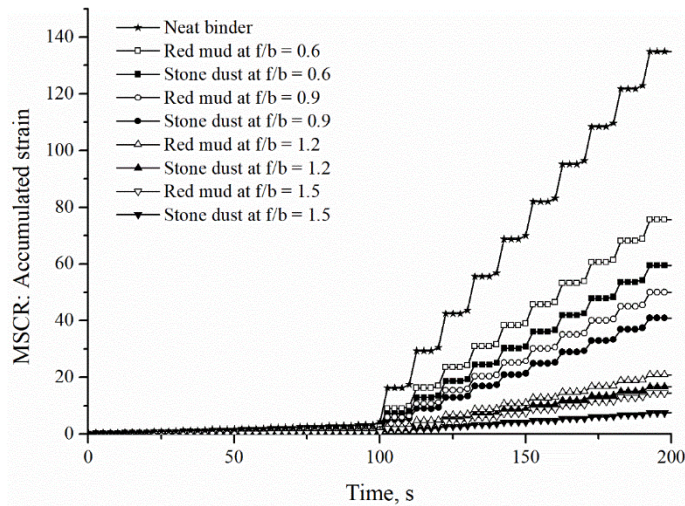 MSCR: Accumulated strain
140
120
100
80
60
40
20
0
Neat binder
Red mud at f/b = 0.6
Stone dust at f/b = 0.6
Red mud at f/b = 0.9
Stone dust at f/b = 0.9
Red mud at f/b = 1.2
Stone dust at f/b = 1.2
Red mud at f/b = 1.5
Stone dust at f/b = 1.5
0 50 100 150 200
Time, s